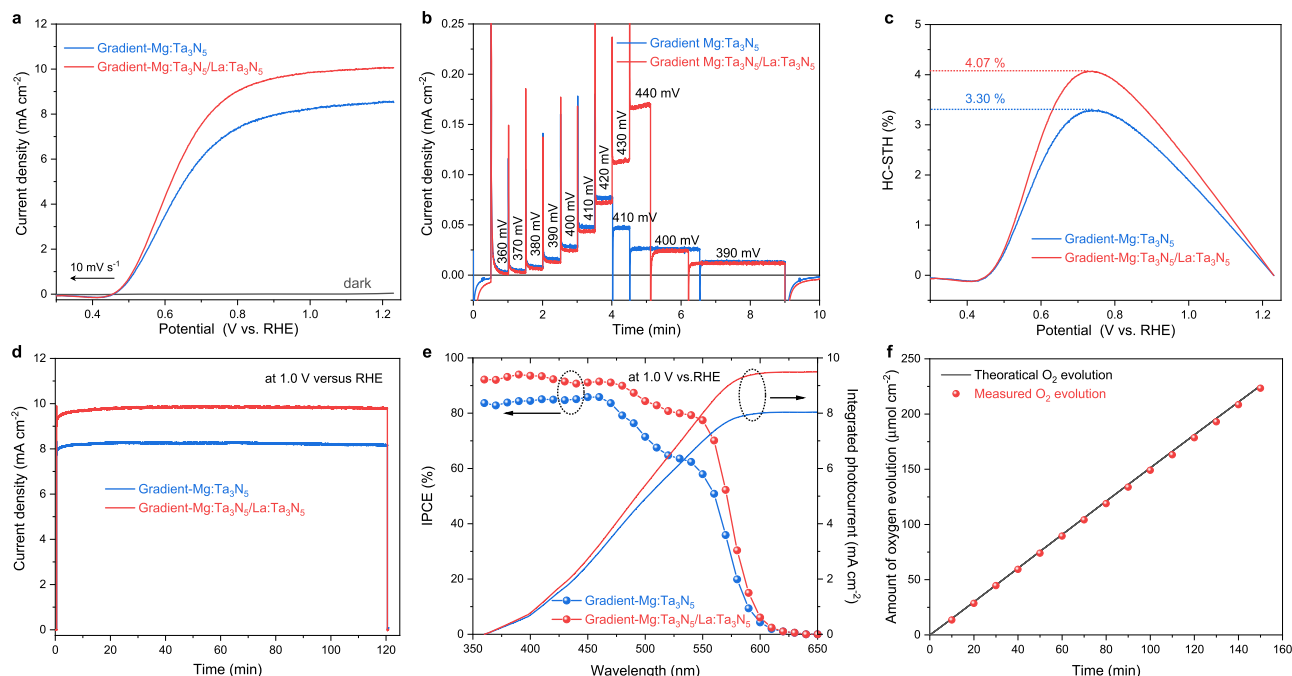 a
12
10
8
6
4
2
0
Current density (mA cm⁻²)
Gradient-Mg:Ta₃N₅
Gradient-Mg:Ta₃N₅/La:Ta₃N₅
10 mV s⁻¹
dark
0.4 0.6 0.8 1.0 1.2
Potential (V vs. RHE)
b
0.25
0.20
0.15
0.10
0.05
0.00
Current density (mA cm⁻²)
Gradient Mg:Ta₃N₅
Gradient Mg:Ta₃N₅/La:Ta₃N₅
360 mV
370 mV
380 mV
390 mV
400 mV
410 mV
420 mV
430 mV
440 mV
410 mV
400 mV
390 mV
0 2 4 6 8 10
Time (min)
c
5
4
3
2
1
0
HC-STH (%)
4.07 %
3.30 %
Gradient-Mg:Ta₃N₅
Gradient-Mg:Ta₃N₅/La:Ta₃N₅
0.4 0.6 0.8 1.0 1.2
Potential (V vs. RHE)
d
12
10
8
6
4
2
0
Current density (mA cm⁻²)
at 1.0 V versus RHE
Gradient-Mg:Ta₃N₅
Gradient-Mg:Ta₃N₅/La:Ta₃N₅
0 20 40 60 80 100 120
Time (min)
e
100
80
60
40
20
0
IPCE (%)
at 1.0 V vs.RHE
Gradient-Mg:Ta₃N₅
Gradient-Mg:Ta₃N₅/La:Ta₃N₅
10
8
6
4
2
0
Integrated photocurrent (mA cm⁻²)
350 400 450 500 550 600 650
Wavelength (nm)
f
250
200
150
100
50
0
Amount of oxygen evolution (μmol cm⁻²)
Theoratical O₂ evolution
Measured O₂ evolution
0 20 40 60 80 100 120 140 160
Time (min)